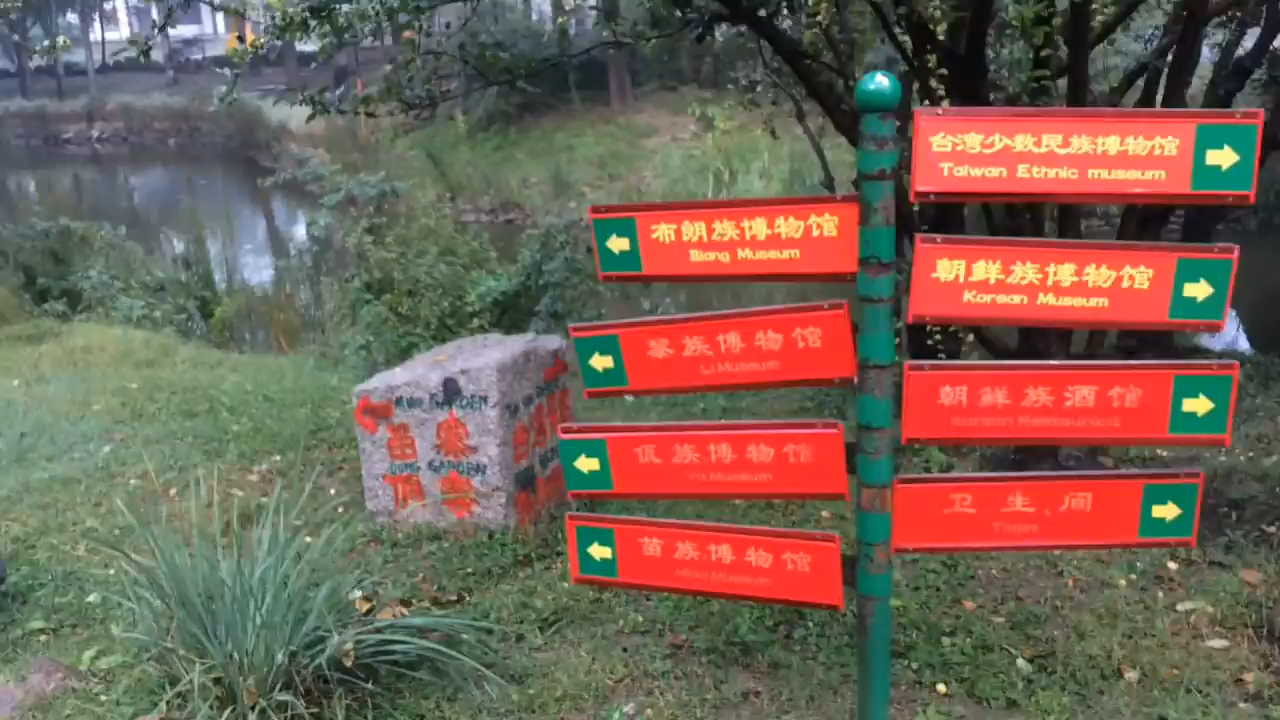 台湾少数民族博物馆
Taiwan Ethnic museum
布朗族博物馆
Blang Museum
朝鲜族博物馆
Korean Museum
黎族博物馆
Li Museum
朝鲜族酒馆
Korean Restaurant
佤族博物馆
Va Museum
卫生间
Toilet
苗族博物馆
Miao Museum
GARDEN
寨
GARDEN
寨